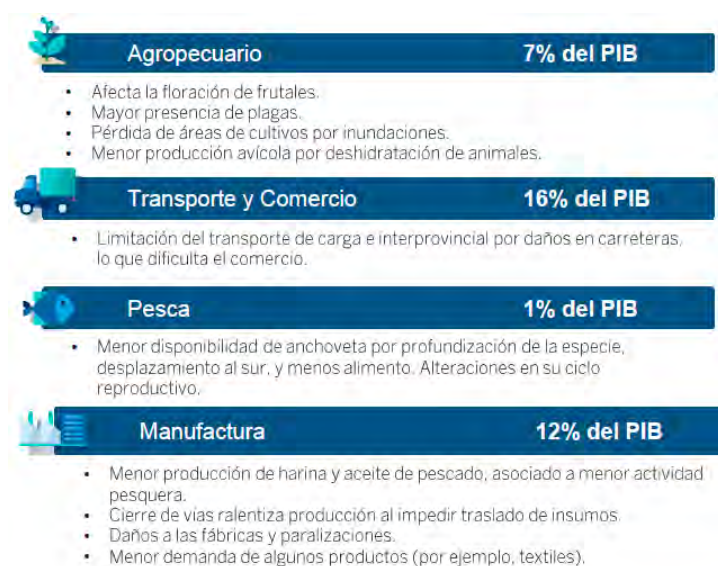 Agropecuario 7% del PIB
• Afecta la floración de frutales.
• Mayor presencia de plagas.
• Pérdida de áreas de cultivos por inundaciones.
• Menor producción avícola por deshidratación de animales.
Transporte y Comercio 16% del PIB
• Limitación del transporte de carga e interprovincial por daños en carreteras,
lo que dificulta el comercio.
Pesca 1% del PIB
• Menor disponibilidad de anchoveta por profundización de la especie,
desplazamiento al sur, y menos alimento. Alteraciones en su ciclo
reproductivo.
Manufactura 12% del PIB
• Menor producción de harina y aceite de pescado, asociado a menor actividad
pesquera.
• Cierre de vías ralentiza producción al impedir traslado de insumos.
• Daños a las fábricas y paralizaciones.
• Menor demanda de algunos productos (por ejemplo, textiles).